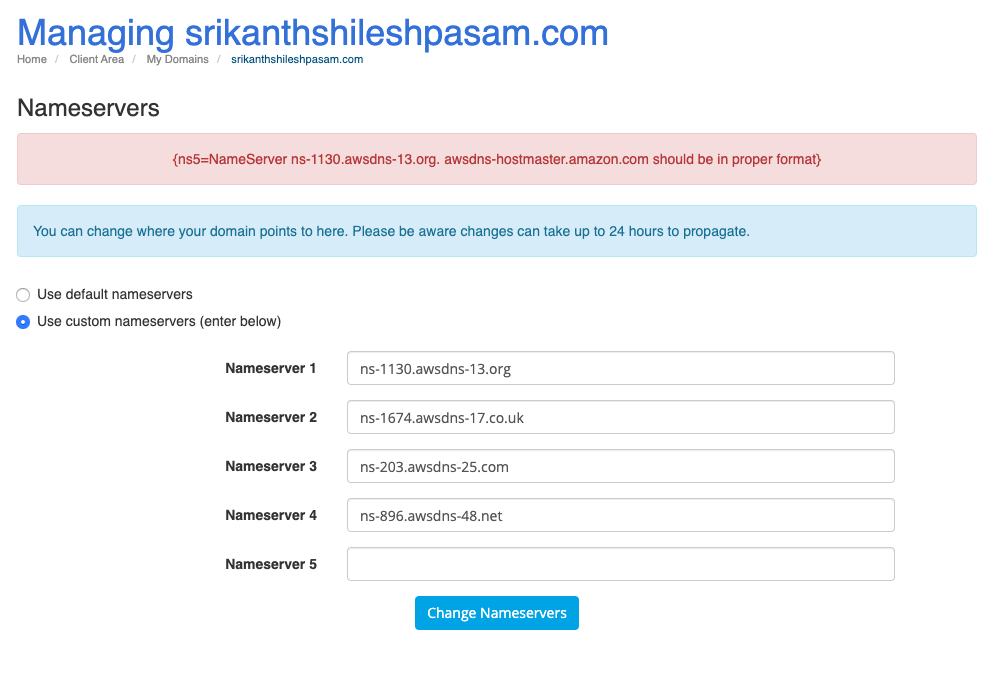 Managing srikanthshileshpasam.com
Home / Client Area / My Domains / srikanthshileshpasam.com
Nameservers
{ns5=NameServer ns-1130.awsdns-13.org. awsdns-hostmaster.amazon.com should be in proper format}
You can change where your domain points to here. Please be aware changes can take up to 24 hours to propagate.
Use default nameservers
Use custom nameservers (enter below)
Nameserver 1 ns-1130.awsdns-13.org
Nameserver 2 ns-1674.awsdns-17.co.uk
Nameserver 3 ns-203.awsdns-25.com
Nameserver 4 ns-896.awsdns-48.net
Nameserver 5
Change Nameservers